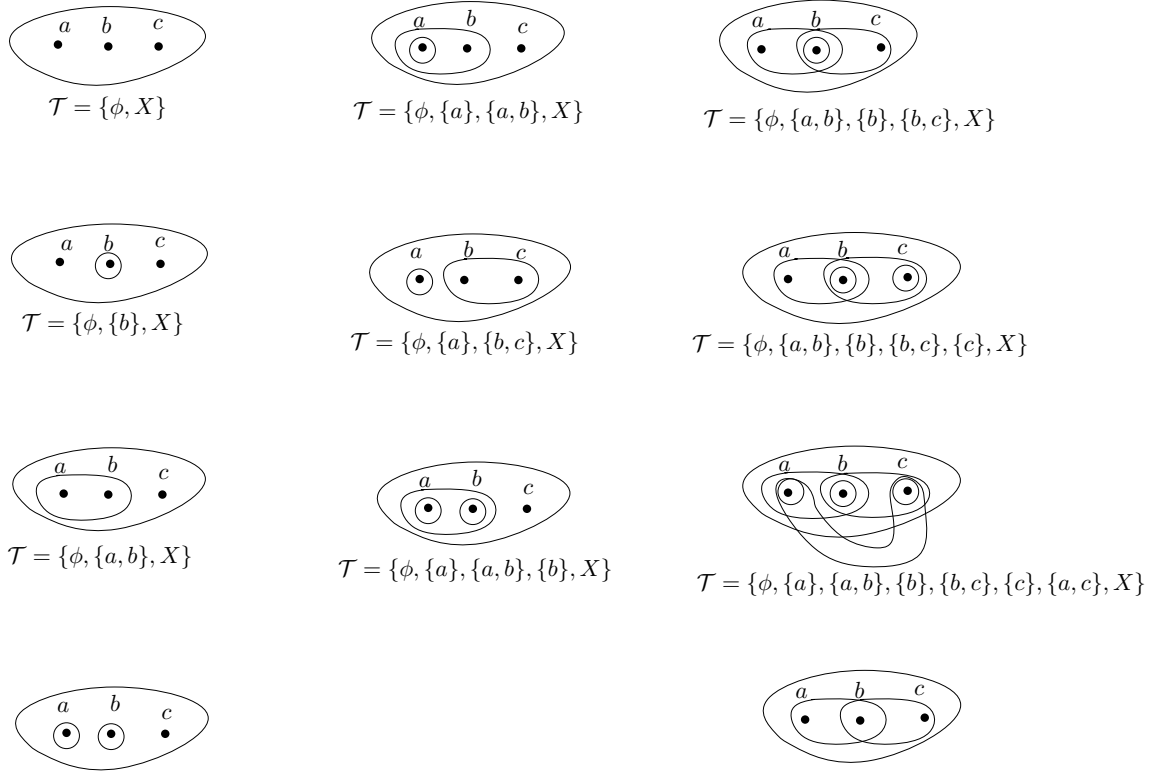 a b c
𝒯 = {ϕ, X}
a b c
𝒯 = {ϕ, {a}, {a, b}, X}
a b c
𝒯 = {ϕ, {a, b}, {b}, {b, c}, X}
a b c
𝒯 = {ϕ, {b}, X}
a b c
𝒯 = {ϕ, {a}, {b, c}, X}
a b c
𝒯 = {ϕ, {a, b}, {b}, {b, c}, {c}, X}
a b c
𝒯 = {ϕ, {a, b}, X}
a b c
𝒯 = {ϕ, {a}, {a, b}, {b}, X}
a b c
𝒯 = {ϕ, {a}, {a, b}, {b}, {b, c}, {c}, {a, c}, X}
a b c
a b c